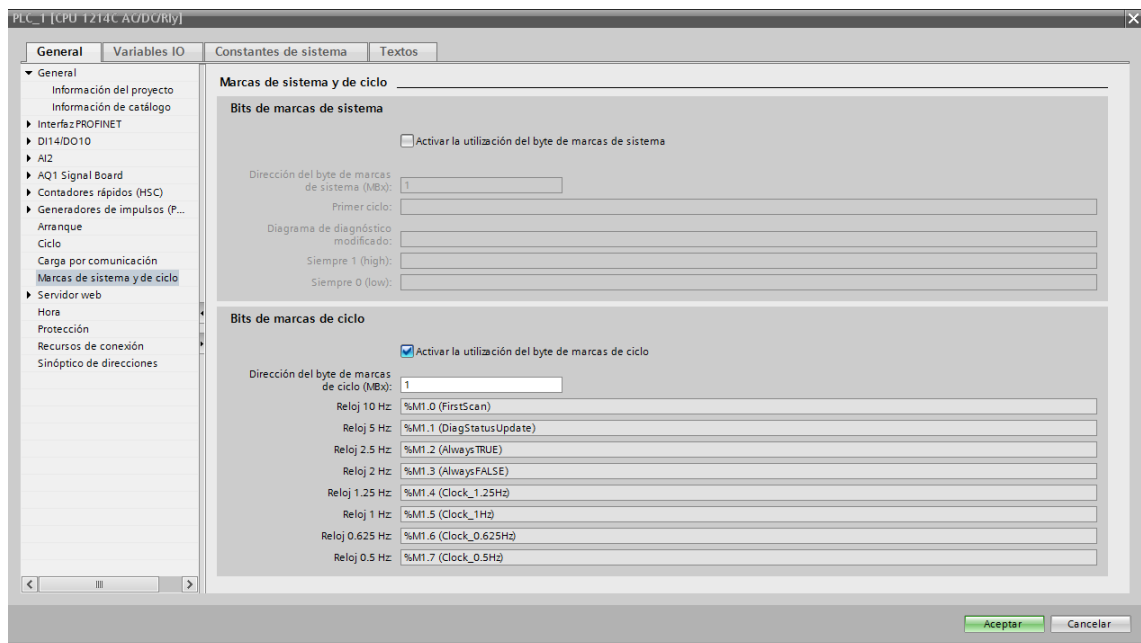 PLC_1 [CPU 1214C AC/DC/Rly]
General
Variables IO
Constantes de sistema
Textos
General
Información del proyecto
Información de catálogo
Interfaz PROFINET
DI14/DO10
AI2
AQ1 Signal Board
Contadores rápidos (HSC)
Generadores de impulsos (P...
Arranque
Ciclo
Carga por comunicación
Marcas de sistema y de ciclo
Servidor web
Hora
Protección
Recursos de conexión
Sinóptico de direcciones
Marcas de sistema y de ciclo
Bits de marcas de sistema
Activar la utilización del byte de marcas de sistema
Dirección del byte de marcas
de sistema (MBx): 1
Primer ciclo:
Diagrama de diagnóstico
modificado:
Siempre 1 (high):
Siempre 0 (low):
Bits de marcas de ciclo
Activar la utilización del byte de marcas de ciclo
Dirección del byte de marcas
de ciclo (MBx): 1
Reloj 10 Hz: %M1.0 (FirstScan)
Reloj 5 Hz: %M1.1 (DiagStatusUpdate)
Reloj 2.5 Hz: %M1.2 (AlwaysTRUE)
Reloj 2 Hz: %M1.3 (AlwaysFALSE)
Reloj 1.25 Hz: %M1.4 (Clock_1.25Hz)
Reloj 1 Hz: %M1.5 (Clock_1Hz)
Reloj 0.625 Hz: %M1.6 (Clock_0.625Hz)
Reloj 0.5 Hz: %M1.7 (Clock_0.5Hz)
Aceptar
Cancelar